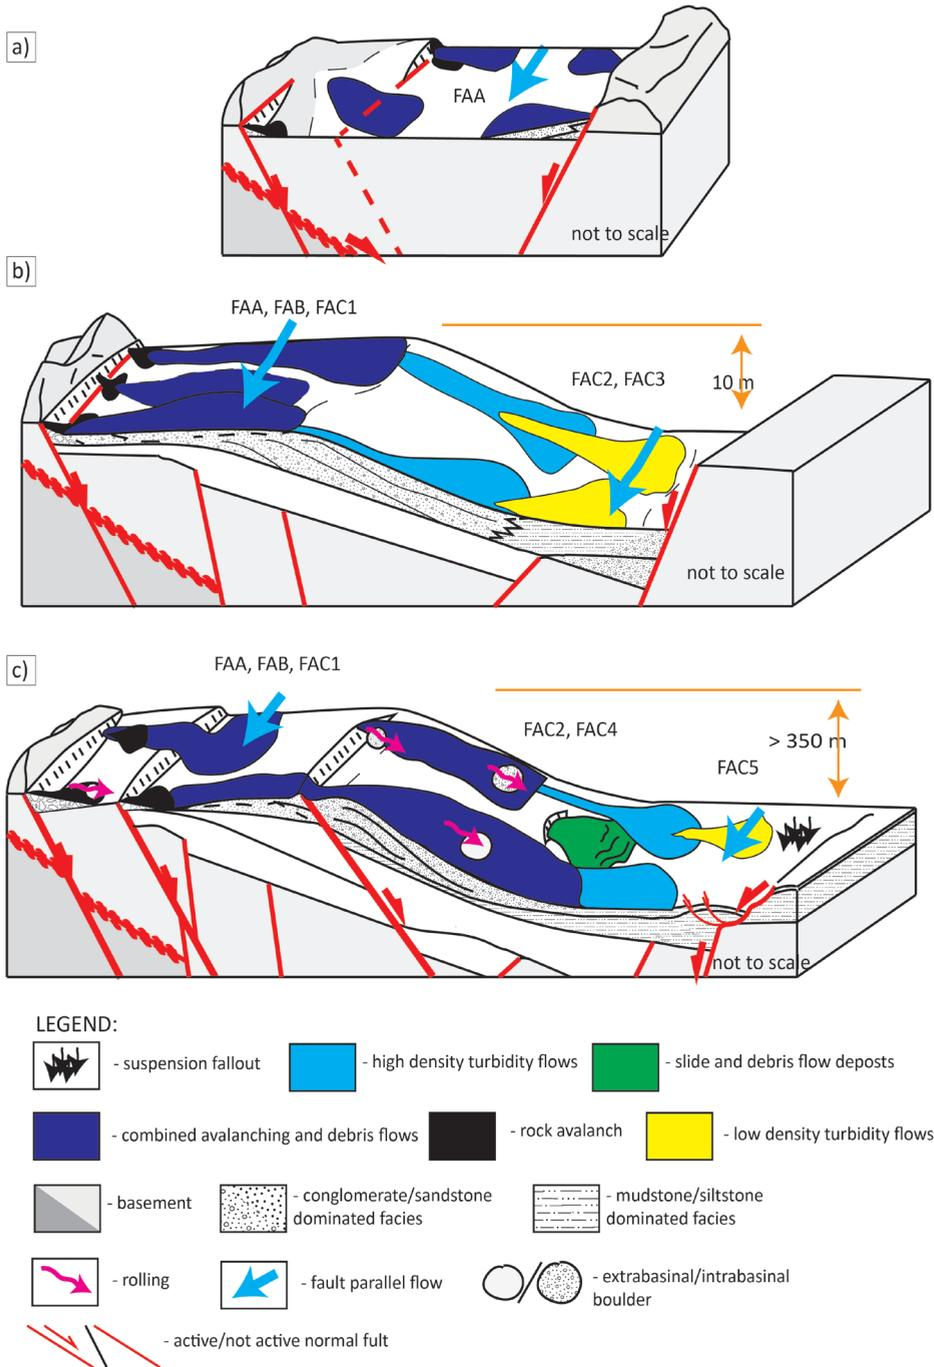 a)
FAA
not to scale
b)
FAA, FAB, FAC1
FAC2, FAC3
10 m
not to scale
c)
FAA, FAB, FAC1
FAC2, FAC4
> 350 m
FAC5
not to scale
LEGEND:
- suspension fallout
- high density turbidity flows
- slide and debris flow deposts
- combined avalanching and debris flows
- rock avalanch
- low density turbidity flows
- basement
- conglomerate/sandstone
dominated facies
- mudstone/siltstone
dominated facies
- rolling
- fault parallel flow
- extrabasinal/intrabasinal
boulder
- active/not active normal fult